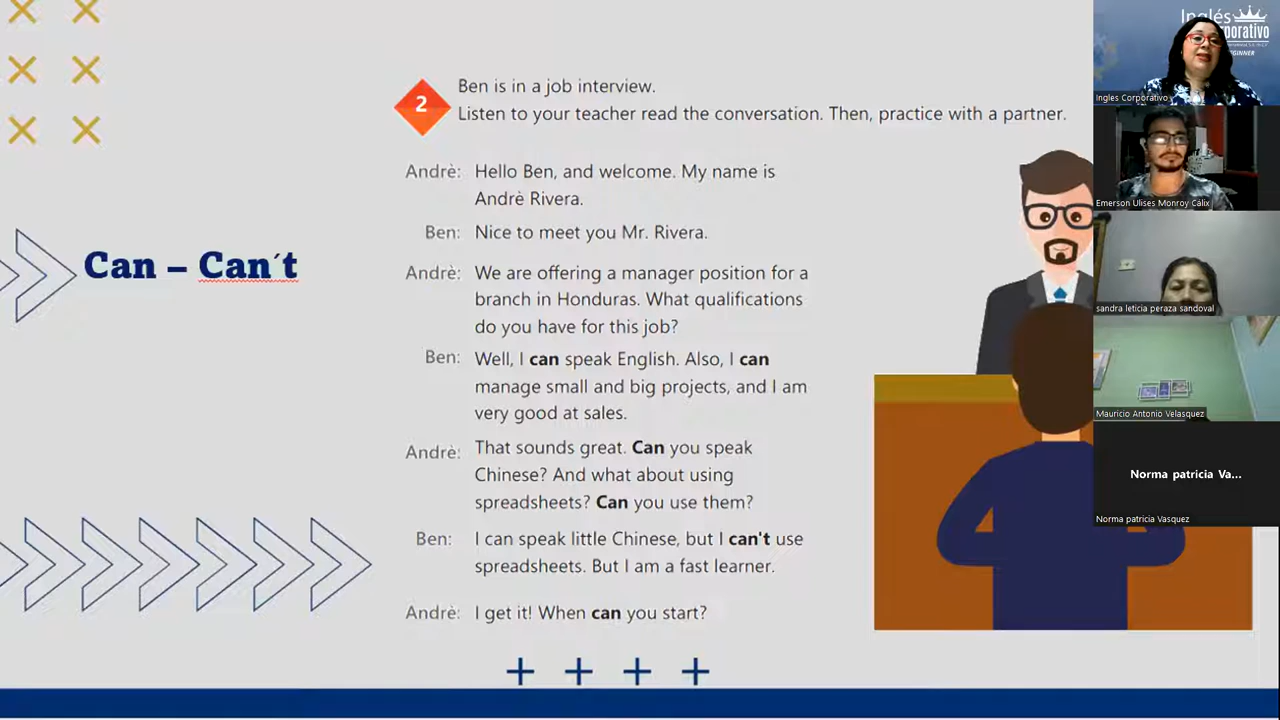 2
Ben is in a job interview.
Listen to your teacher read the conversation. Then, practice with a partner.
Can – Can´t
Andrè: Hello Ben, and welcome. My name is
Andrè Rivera.
Ben: Nice to meet you Mr. Rivera.
Andrè: We are offering a manager position for a
branch in Honduras. What qualifications
do you have for this job?
Ben: Well, I can speak English. Also, I can
manage small and big projects, and I am
very good at sales.
Andrè: That sounds great. Can you speak
Chinese? And what about using
spreadsheets? Can you use them?
Ben: I can speak little Chinese, but I can't use
spreadsheets. But I am a fast learner.
Andrè: I get it! When can you start?
Inglés
Ingles Corporativo
Emerson Ulises Monroy Cálix
sandra leticia peraza sandoval
Mauricio Antonio Velasquez
Norma patricia Va...
Norma patricia Vasquez